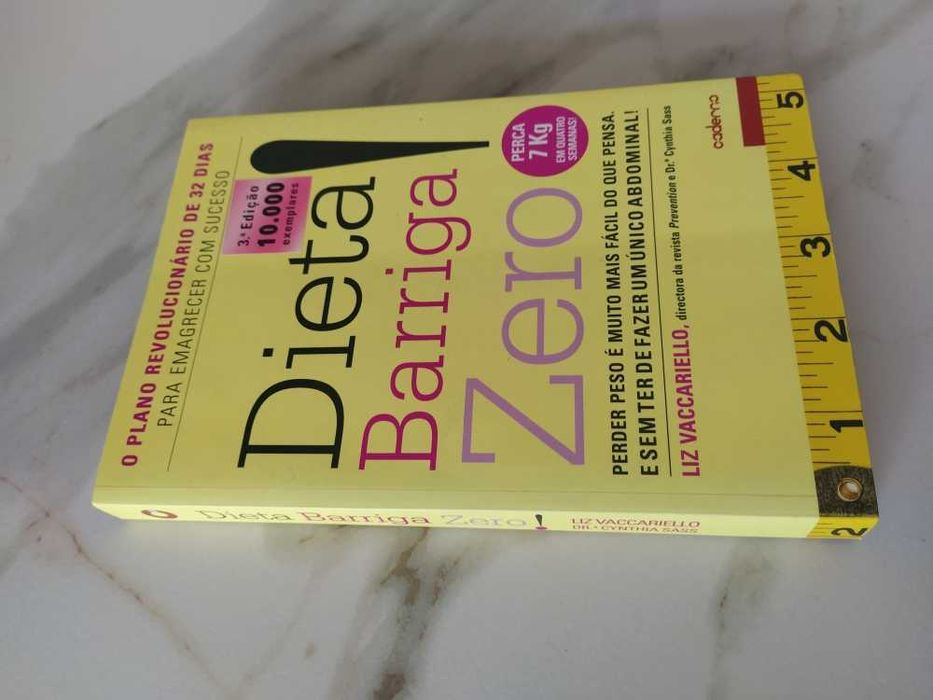 O PLANO REVOLUCIONÁRIO DE 32 DIAS
PARA EMAGRECER COM SUCESSO
3.ª Edição
10.000
exemplares
Dieta
Barriga
Zero!
PERCA
7 Kg
EM QUATRO
SEMANAS!
PERDER PESO É MUITO MAIS FÁCIL DO QUE PENSA.
E SEM TER DE FAZER UM ÚNICO ABDOMINAL!
LIZ VACCARIELLO, directora da revista Prevention e Dr.ª Cynthia Sass
caderno
1 2 3 4 5
2
Dieta Barriga Zero!
LIZ VACCARIELLO
DR.ª CYNTHIA SASS